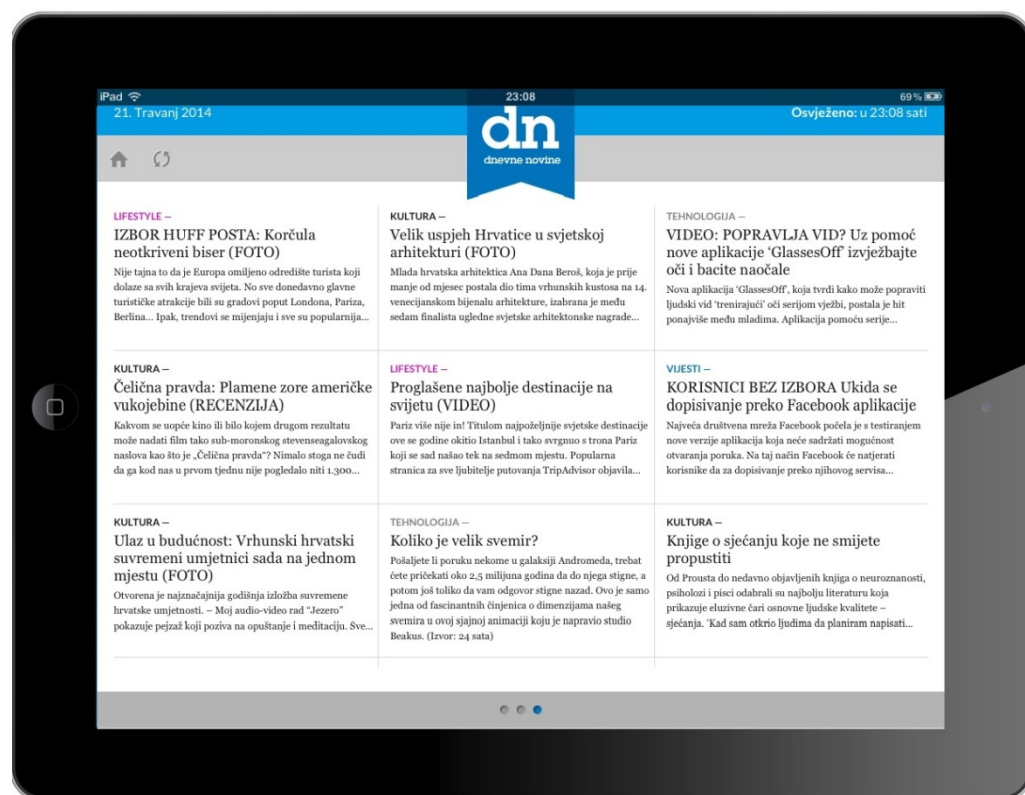 iPad
23:08
69%
21. Travanj 2014
dn
dnevne novine
Osvježeno: u 23:08 sati
LIFESTYLE —
IZBOR HUFF POSTA: Korčula
neotkriveni biser (FOTO)
Nije tajna to da je Europa omiljeno odredište turista koji
dolaze sa svih krajeva svijeta. No sve donedavno glavne
turističke atrakcije bili su gradovi poput Londona, Pariza,
Berlina... Ipak, trendovi se mijenjaju i sve su popularnija...
KULTURA —
Velik uspjeh Hrvatice u svjetskoj
arhitekturi (FOTO)
Mlada hrvatska arhitektica Ana Dana Beroš, koja je prije
manje od mjesec postala dio tima vrhunskih kustosa na 14.
venecijanskom bijenalu arhitekture, izabrana je među
sedam finalista ugledne svjetske arhitektonske nagrade...
TEHNOLOGIJA —
VIDEO: POPRAVLJA VID? Uz pomoć
nove aplikacije ‘GlassesOff’ izvježbajte
oči i bacite naočale
Nova aplikacija ‘GlassesOff’, koja tvrdi kako može popraviti
ljudski vid ‘trenirajući’ oči serijom vježbi, postala je hit
ponajviše među mladima. Aplikacija pomoću serije...
KULTURA —
Čelična pravda: Plamene zore američke
vukojebine (RECENZIJA)
Kakvom se uopće kino ili bilo kojem drugom rezultatu
može nadati film tako sub-moronskog stevenseagalovskog
naslova kao što je „Čelična pravda“? Nimalo stoga ne čudi
da ga kod nas u prvom tjednu nije pogledalo niti 1.300...
LIFESTYLE —
Proglašene najbolje destinacije na
svijetu (VIDEO)
Pariz više nije in! Titulom najpoželjnije svjetske destinacije
ove se godine okitio Istanbul i tako svrgnuo s trona Pariz
koji se sad našao tek na sedmom mjestu. Popularna
stranica za sve ljubitelje putovanja TripAdvisor objavila...
VIJESTI —
KORISNICI BEZ IZBORA Ukida se
dopisivanje preko Facebook aplikacije
Najveća društvena mreža Facebook počela je s testiranjem
nove verzije aplikacija koja neće sadržati mogućnost
otvaranja poruka. Na taj način Facebook će natjerati
korisnike da za dopisivanje preko njihovog servisa...
KULTURA —
Ulaz u budućnost: Vrhunski hrvatski
suvremeni umjetnici sada na jednom
mjestu (FOTO)
Otvorena je najznačajnija godišnja izložba suvremene
hrvatske umjetnosti. – Moj audio-video rad “Jezero”
pokazuje pejzaž koji poziva na opuštanje i meditaciju. Sve...
TEHNOLOGIJA —
Koliko je velik svemir?
Pošaljete li poruku nekome u galaksiji Andromeda, trebat
ćete pričekati oko 2,5 milijuna godina da do njega stigne, a
potom još toliko da vam odgovor stigne nazad. Ovo je samo
jedna od fascinantnih činjenica o dimenzijama našeg
svemira u ovoj sjajnoj animaciji koju je napravio studio
Beakus. (Izvor: 24 sata)
KULTURA —
Knjige o sjećanju koje ne smijete
propustiti
Od Prousta do nedavno objavljenih knjiga o neuroznanosti,
psiholozi i pisci odabrali su najbolju literaturu koja
prikazuje eluzivne čari osnovne ljudske kvalitete –
sjećanja. ‘Kad sam otkrio ljudima da planiram napisati...